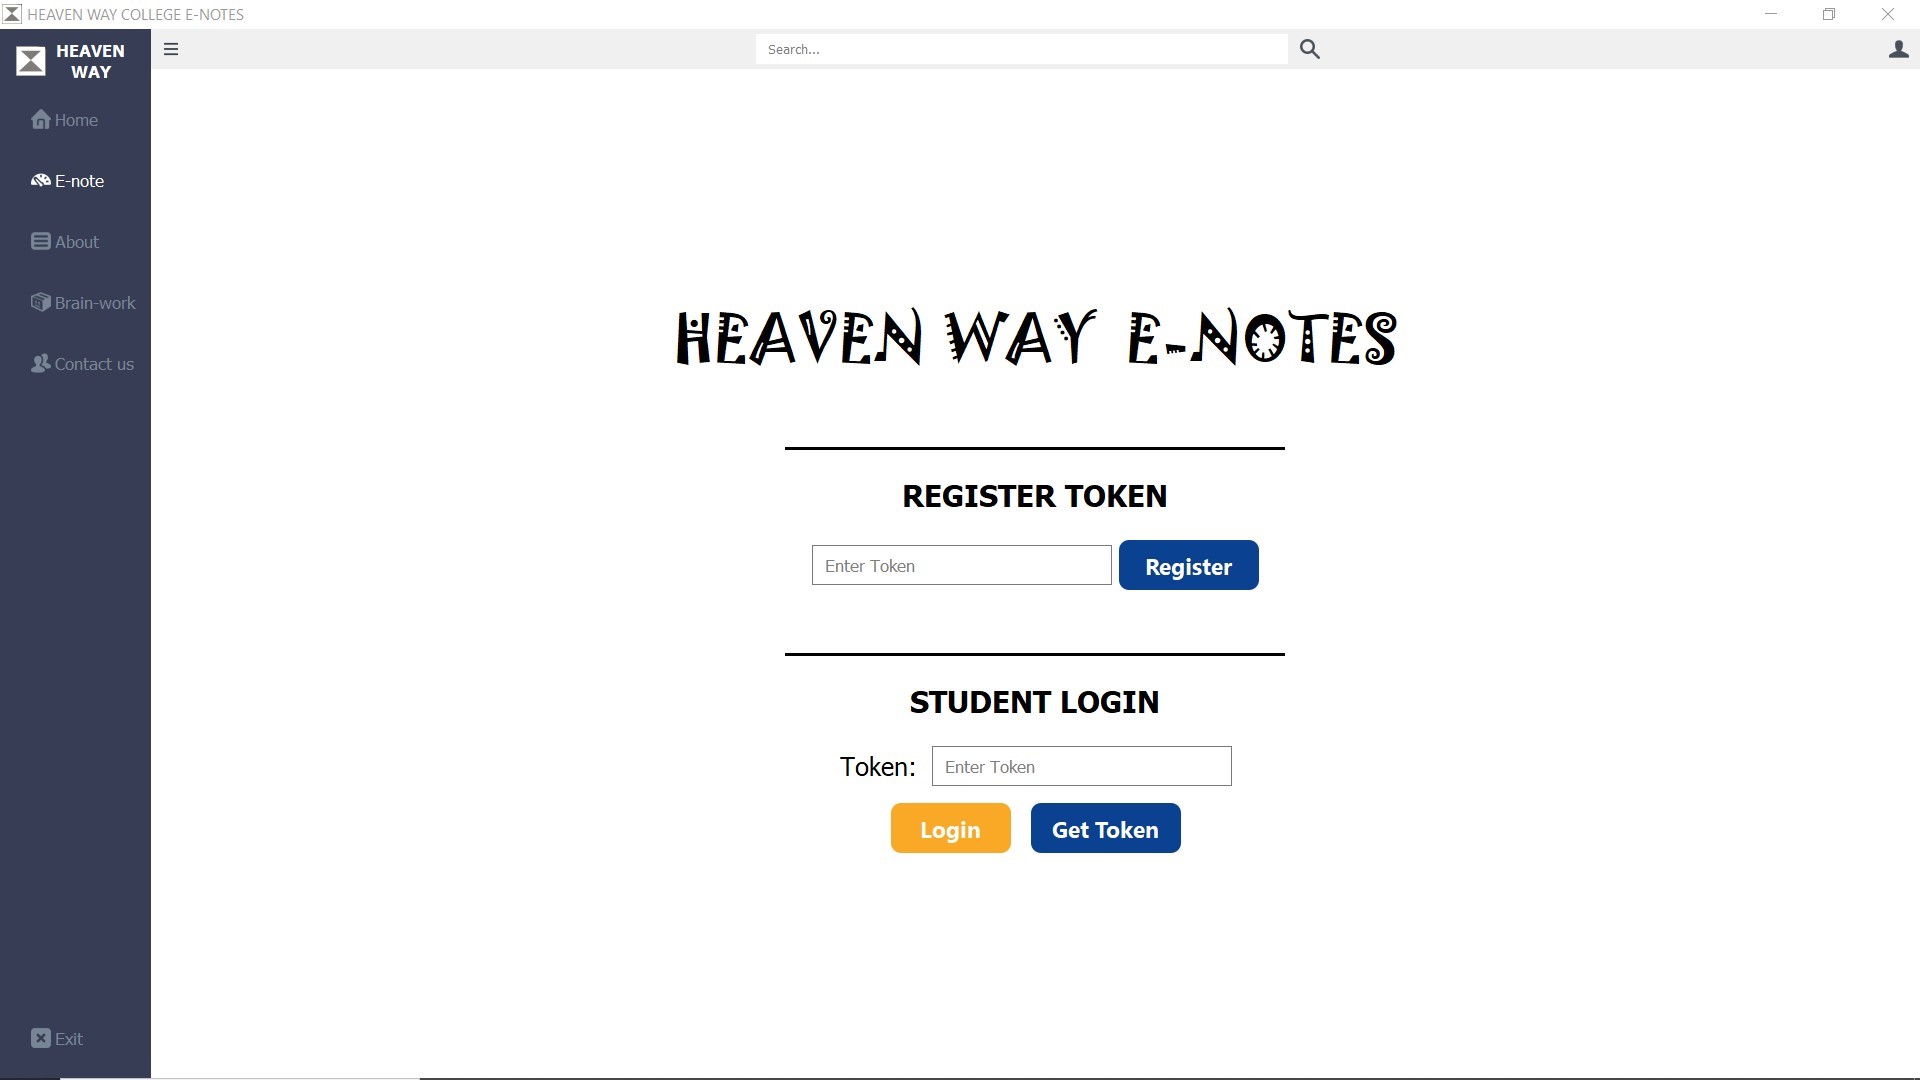 HEAVEN WAY COLLEGE E-NOTES
HEAVEN
WAY
Search...
Home
E-note
About
Brain-work
Contact us
Exit
HEAVEN WAY E-NOTES
REGISTER TOKEN
Enter Token
Register
STUDENT LOGIN
Token:
Enter Token
Login
Get Token